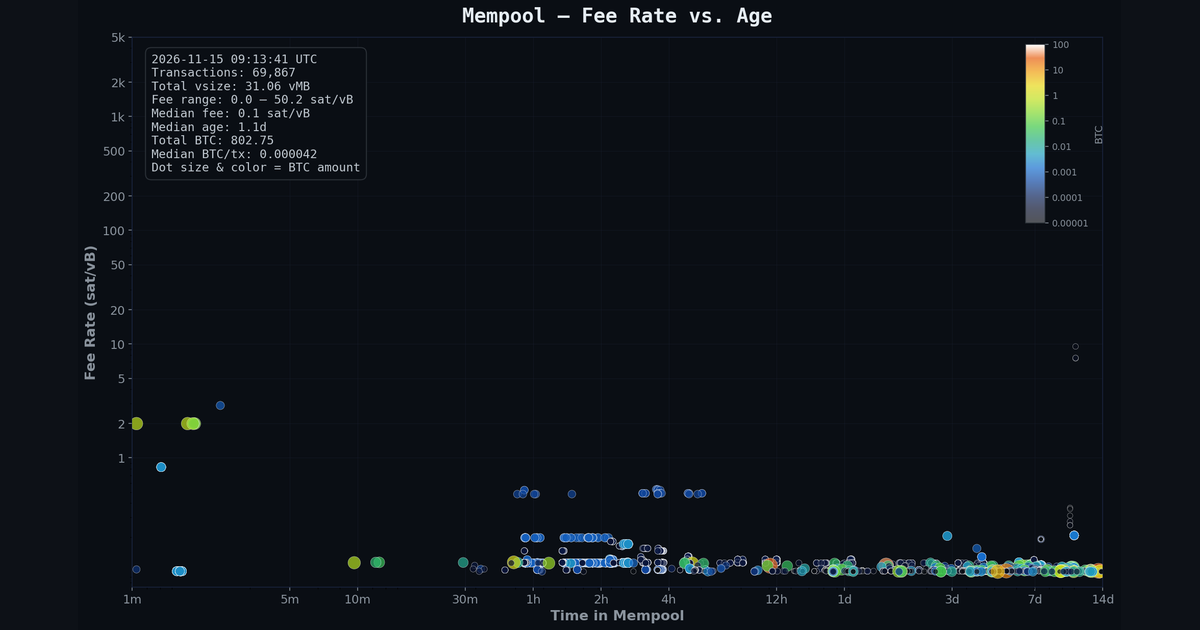 Mempool — Fee Rate vs. Age
2026-11-15 09:13:41 UTC
Transactions: 69,867
Total vsize: 31.06 vMB
Fee range: 0.0 – 50.2 sat/vB
Median fee: 0.1 sat/vB
Median age: 1.1d
Total BTC: 802.75
Median BTC/tx: 0.000042
Dot size & color = BTC amount
100
10
1
0.1
0.01
0.001
0.0001
0.00001
BTC
Fee Rate (sat/vB)
5k
2k
1k
500
200
100
50
20
10
5
2
1
1m
5m
10m
30m
1h
2h
4h
12h
1d
3d
7d
14d
Time in Mempool